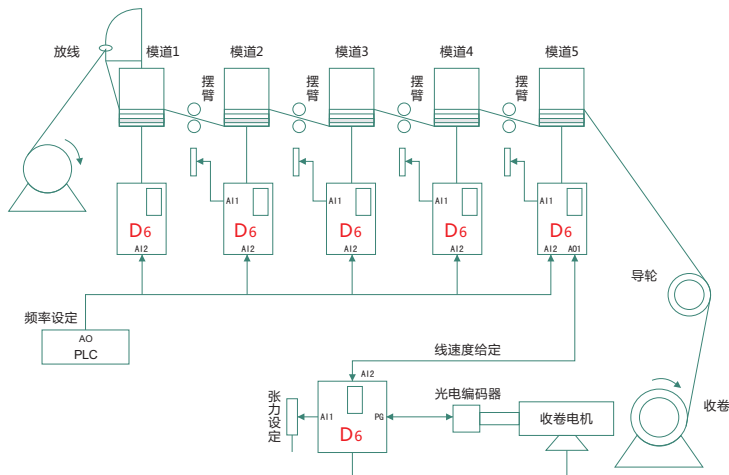 放线
模道1
模道2
模道3
模道4
模道5
摆臂
摆臂
摆臂
摆臂
D6
AI2
AI1
D6
AI2
AI1
D6
AI2
AI1
D6
AI2
AI1
D6
AI2
AO1
导轮
频率设定
AO
PLC
线速度给定
AI2
张力设定
AI1
D6
PG
光电编码器
收卷电机
收卷